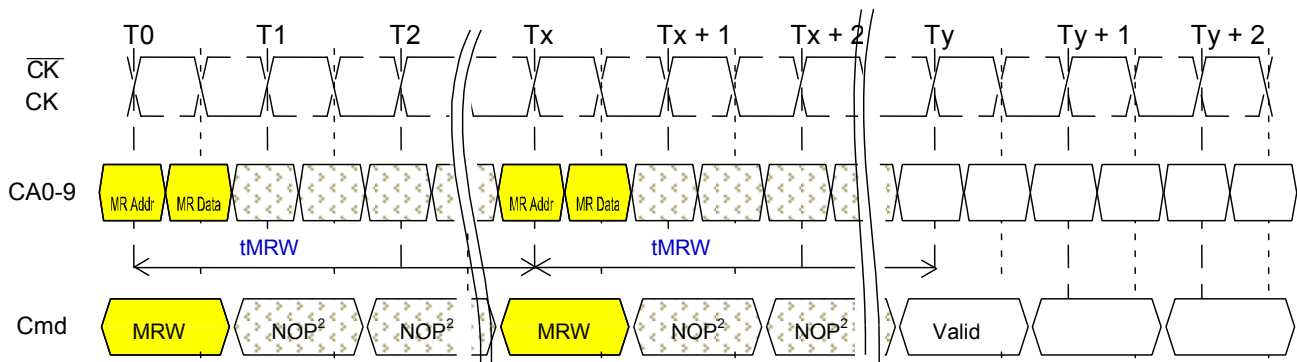 T0 T1 T2 Tx Tx + 1 Tx + 2 Ty Ty + 1 Ty + 2
CK
CK
CA0-9 MR Addr MR Data MR Addr MR Data
tMRW tMRW
Cmd MRW NOP² NOP² MRW NOP² NOP² Valid